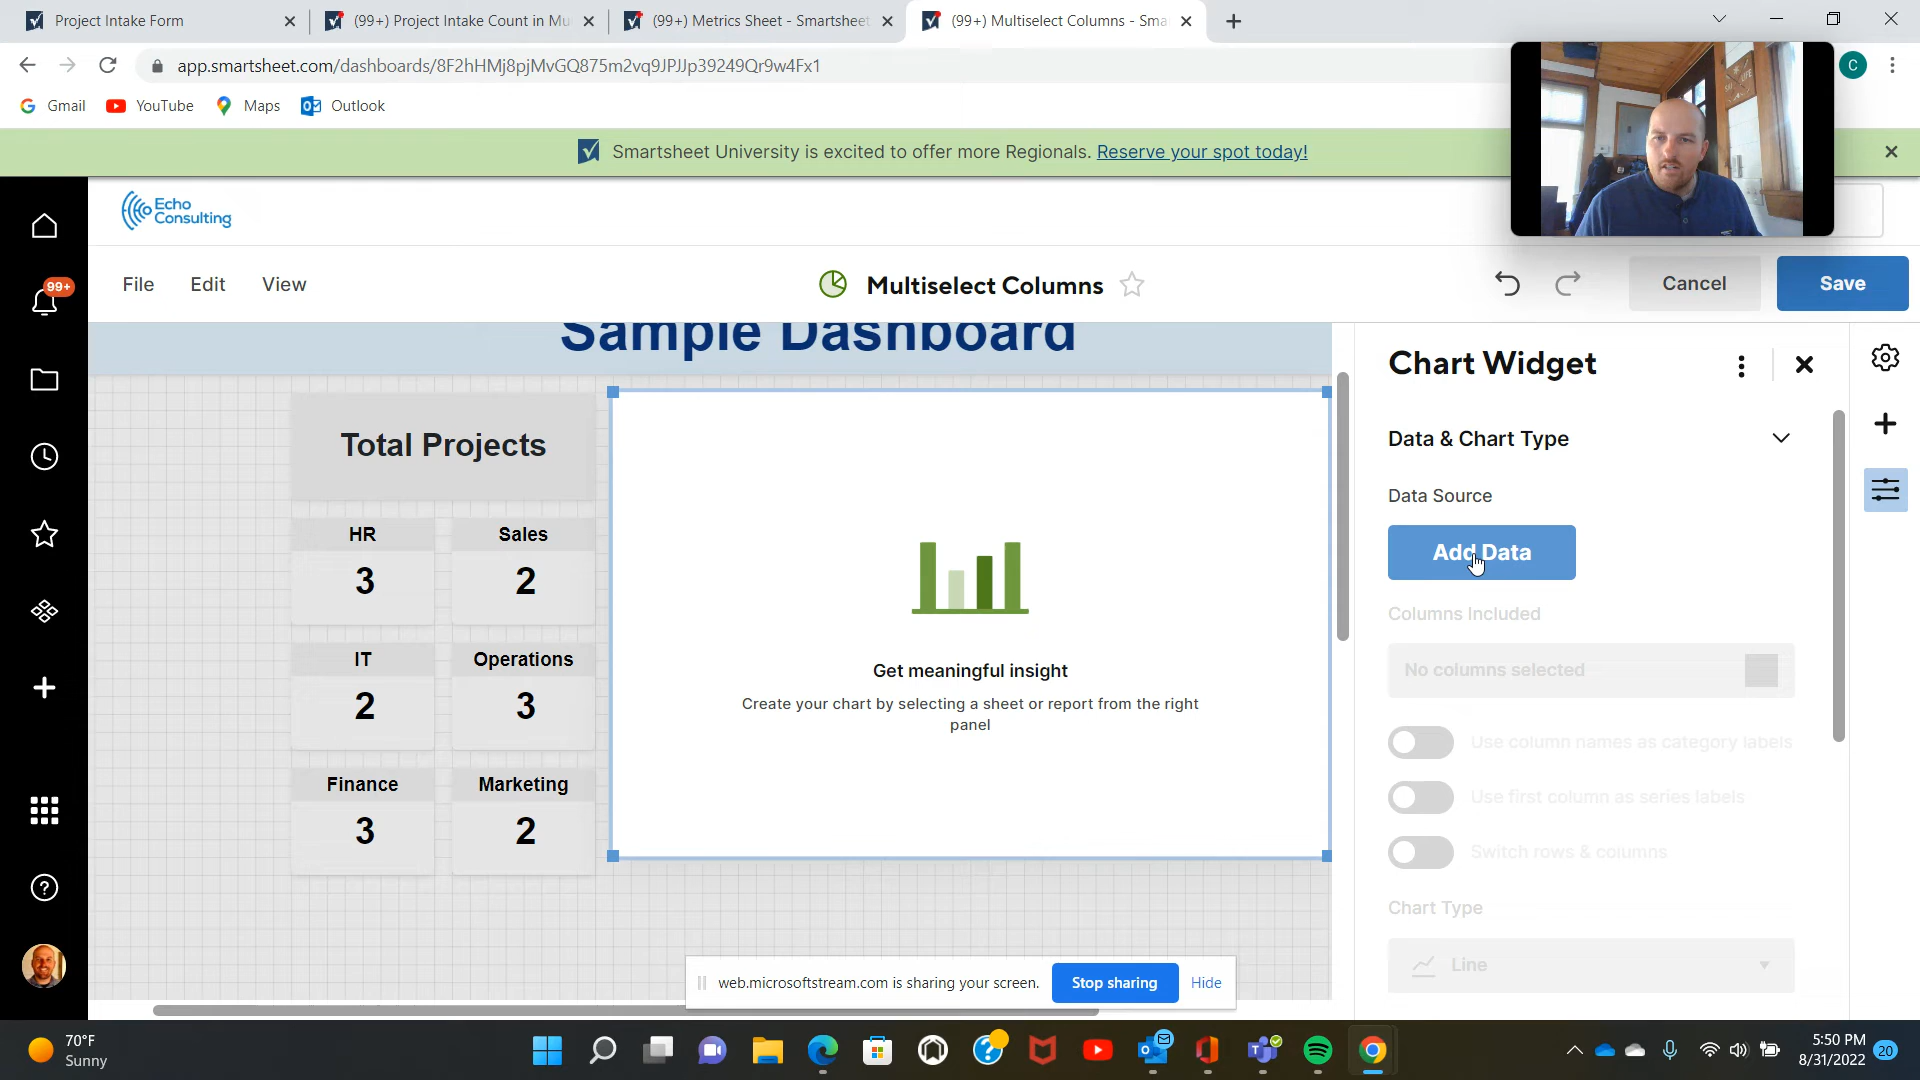 Project Intake Form
(99+) Project Intake Count in Mu
(99+) Metrics Sheet - Smartsheet
(99+) Multiselect Columns - Sma
app.smartsheet.com/dashboards/8F2hHMj8pjMvGQ875m2vq9JPJJp39249Qr9w4Fx1
C
Gmail
YouTube
Maps
Outlook
Smartsheet University is excited to offer more Regionals. Reserve your spot today!
Echo
Consulting
99+
File
Edit
View
Multiselect Columns
Cancel
Save
Sample Dashboard
Total Projects
HR
Sales
3
2
IT
Operations
2
3
Finance
Marketing
3
2
Get meaningful insight
Create your chart by selecting a sheet or report from the right
panel
Chart Widget
Data & Chart Type
Data Source
Add Data
Columns Included
No columns selected
Use column names as category labels
Use first column as series labels
Switch rows & columns
Chart Type
Line
web.microsoftstream.com is sharing your screen.
Stop sharing
Hide
70°F
Sunny
5:50 PM
8/31/2022
20